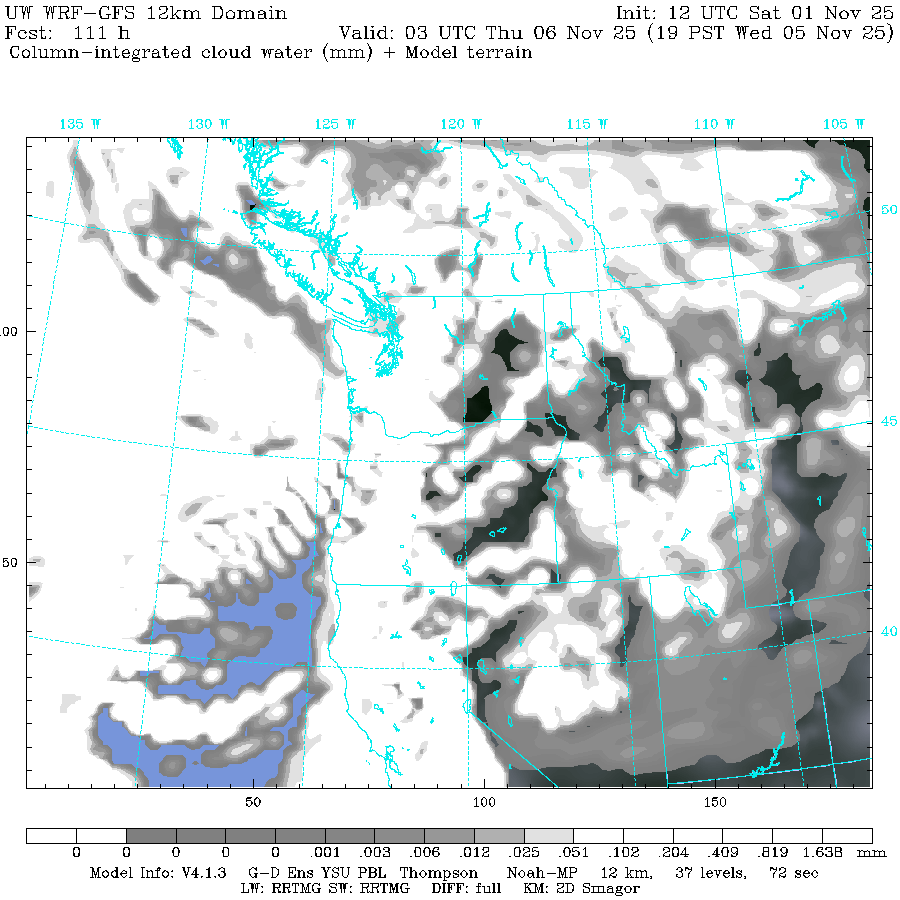 UW WRF-GFS 12km Domain Init: 12 UTC Sat 01 Nov 25
Fcst: 111 h Valid: 03 UTC Thu 06 Nov 25 (19 PST Wed 05 Nov 25)
Column-integrated cloud water (mm) + Model terrain
135 W 130 W 125 W 120 W 115 W 110 W 105 W
50
00
45
50
40
50 100 150
0 0 0 0 .001 .003 .006 .012 .025 .051 .102 .204 .409 .819 1.638 mm
Model Info: V4.1.3 G-D Ens YSU PBL Thompson Noah-MP 12 km, 37 levels, 72 sec
LW: RRTMG SW: RRTMG DIFF: full KM: 2D Smagor